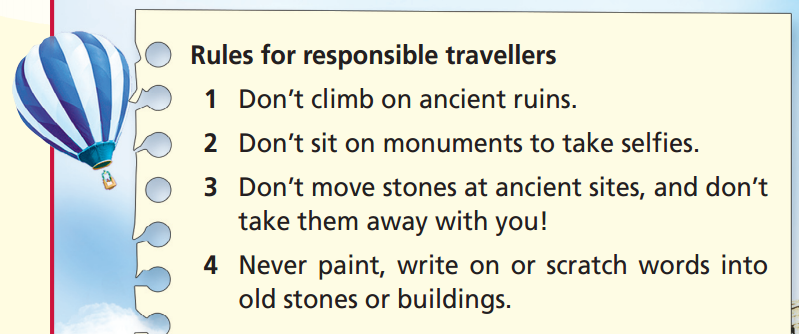 Rules for responsible travellers
1 Don't climb on ancient ruins.
2 Don't sit on monuments to take selfies.
3 Don't move stones at ancient sites, and don't
take them away with you!
4 Never paint, write on or scratch words into
old stones or buildings.